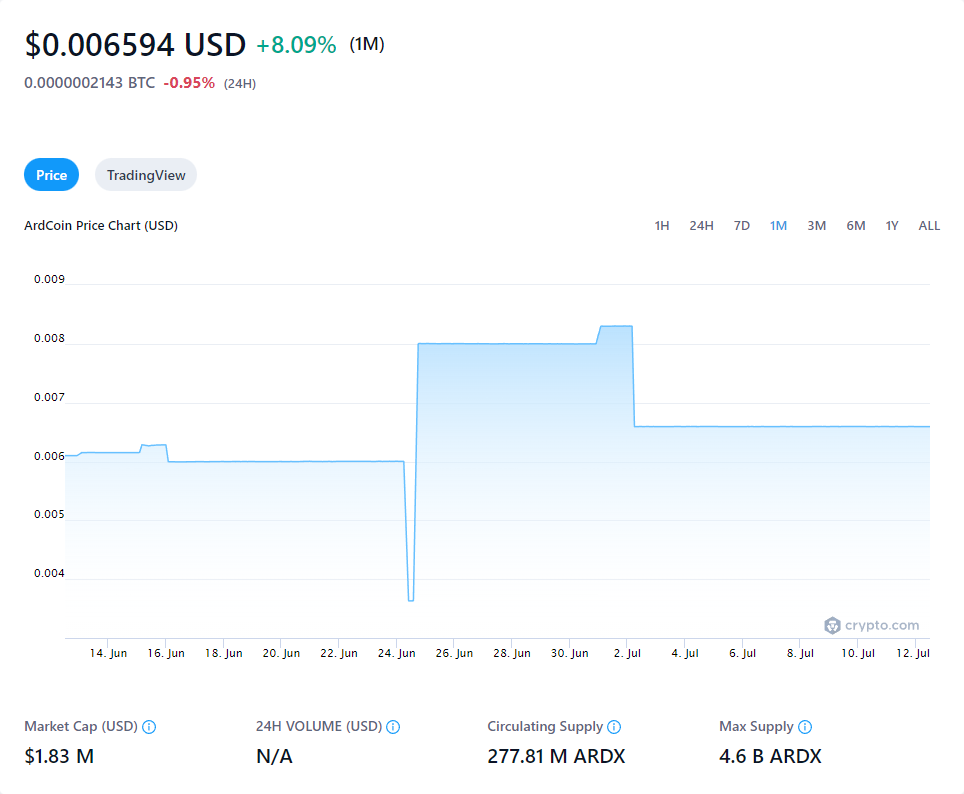 $0.006594 USD +8.09% (1M)
0.0000002143 BTC -0.95% (24H)
Price TradingView
ArdCoin Price Chart (USD) 1H 24H 7D 1M 3M 6M 1Y ALL
0.009
0.008
0.007
0.006
0.005
0.004
crypto.com
14. Jun 16. Jun 18. Jun 20. Jun 22. Jun 24. Jun 26. Jun 28. Jun 30. Jun 2. Jul 4. Jul 6. Jul 8. Jul 10. Jul 12. Jul
Market Cap (USD) 24H VOLUME (USD) Circulating Supply Max Supply
$1.83 M N/A 277.81 M ARDX 4.6 B ARDX